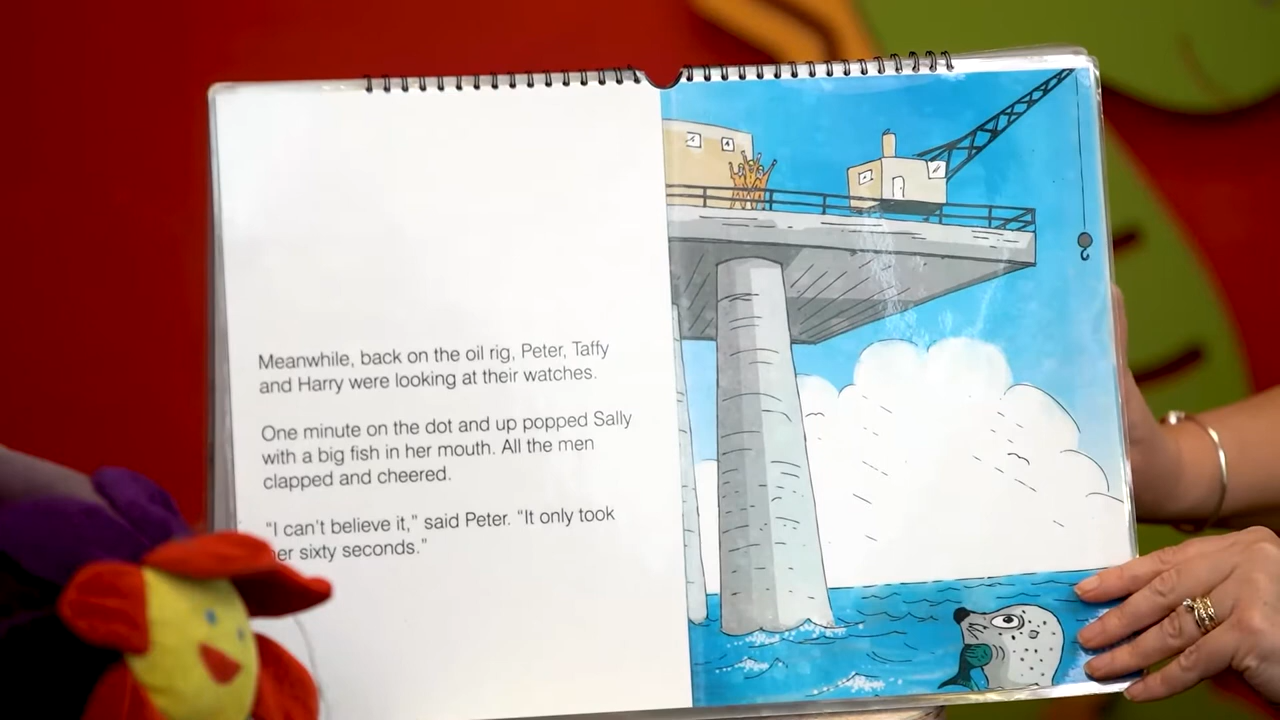 Meanwhile, back on the oil rig, Peter, Taffy
and Harry were looking at their watches.
One minute on the dot and up popped Sally
with a big fish in her mouth. All the men
clapped and cheered.
"I can't believe it," said Peter. "It only took
her sixty seconds."